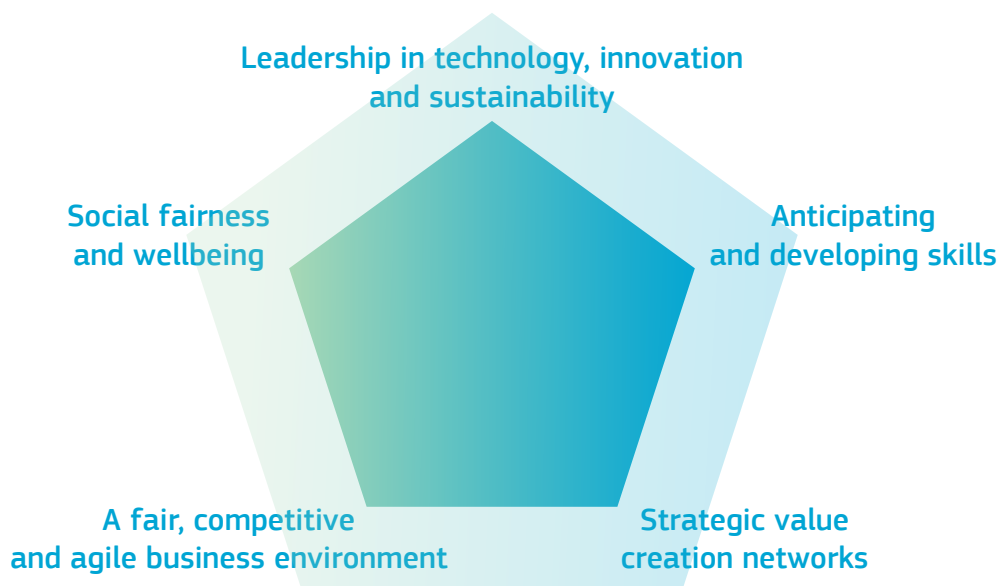 Leadership in technology, innovation
and sustainability
Social fairness
and wellbeing
Anticipating
and developing skills
A fair, competitive
and agile business environment
Strategic value
creation networks